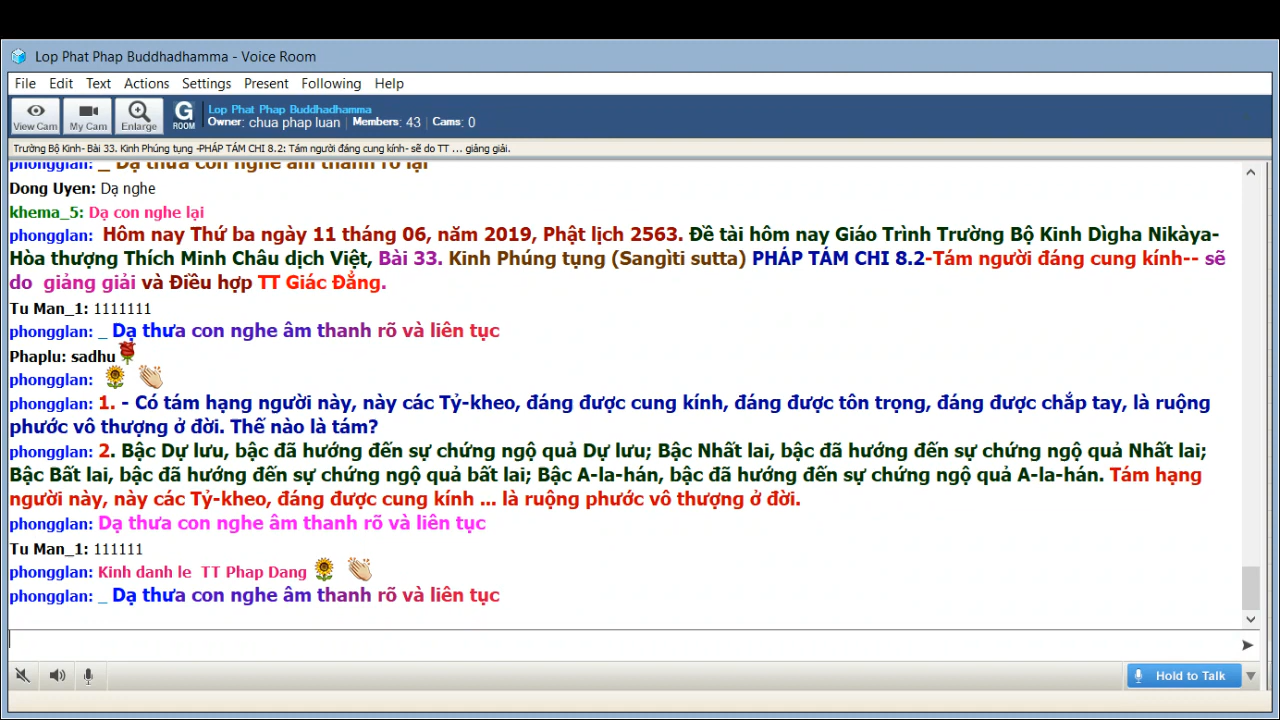 Lop Phat Phap Buddhadhamma - Voice Room
File Edit Text Actions Settings Present Following Help
View Cam My Cam Enlarge G ROOM
Lop Phat Phap Buddhadhamma
Owner: chua phap luan | Members: 43 | Cams: 0
Trường Bộ Kinh- Bài 33. Kinh Phúng tụng -PHÁP TÁM CHI 8.2: Tám người đáng cung kính- sẽ do TT ... giảng giải.
phongglan: _ Dạ thưa con nghe âm thanh rõ lại
Dong Uyen: Dạ nghe
khema_5: Dạ con nghe lại
phongglan: Hôm nay Thứ ba ngày 11 tháng 06, năm 2019, Phật lịch 2563. Đề tài hôm nay Giáo Trình Trường Bộ Kinh Dìgha Nikàya-
Hòa thượng Thích Minh Châu dịch Việt, Bài 33. Kinh Phúng tụng (Sangìti sutta) PHÁP TÁM CHI 8.2-Tám người đáng cung kính-- sẽ
do giảng giải và Điều hợp TT Giác Đẳng.
Tu Man_1: 1111111
phongglan: _ Dạ thưa con nghe âm thanh rõ và liên tục
Phaplu: sadhu
phongglan:
phongglan: 1. - Có tám hạng người này, này các Tỷ-kheo, đáng được cung kính, đáng được tôn trọng, đáng được chắp tay, là ruộng
phước vô thượng ở đời. Thế nào là tám?
phongglan: 2. Bậc Dự lưu, bậc đã hướng đến sự chứng ngộ quả Dự lưu; Bậc Nhất lai, bậc đã hướng đến sự chứng ngộ quả Nhất lai;
Bậc Bất lai, bậc đã hướng đến sự chứng ngộ quả bất lai; Bậc A-la-hán, bậc đã hướng đến sự chứng ngộ quả A-la-hán. Tám hạng
người này, này các Tỷ-kheo, đáng được cung kính ... là ruộng phước vô thượng ở đời.
phongglan: Dạ thưa con nghe âm thanh rõ và liên tục
Tu Man_1: 111111
phongglan: Kinh danh le TT Phap Dang
phongglan: _ Dạ thưa con nghe âm thanh rõ và liên tục
Hold to Talk